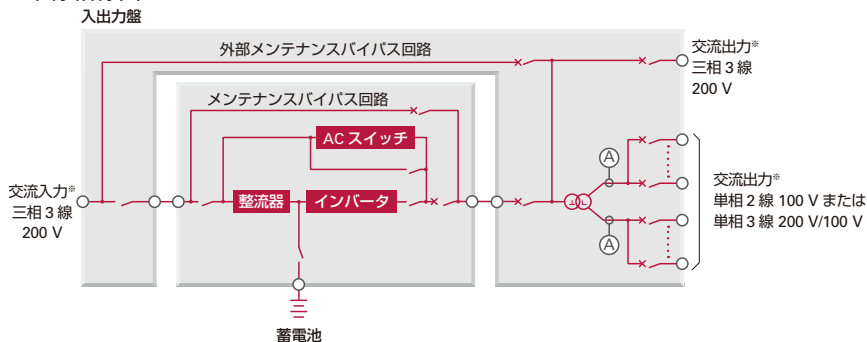 入出力盤
外部メンテナンスバイパス回路
交流出力※
三相 3 線
200 V
メンテナンスバイパス回路
AC スイッチ
交流入力※
三相 3 線
200 V
整流器
インバータ
A
A
交流出力※
単相 2 線 100 V または
単相 3 線 200 V/100 V
蓄電池